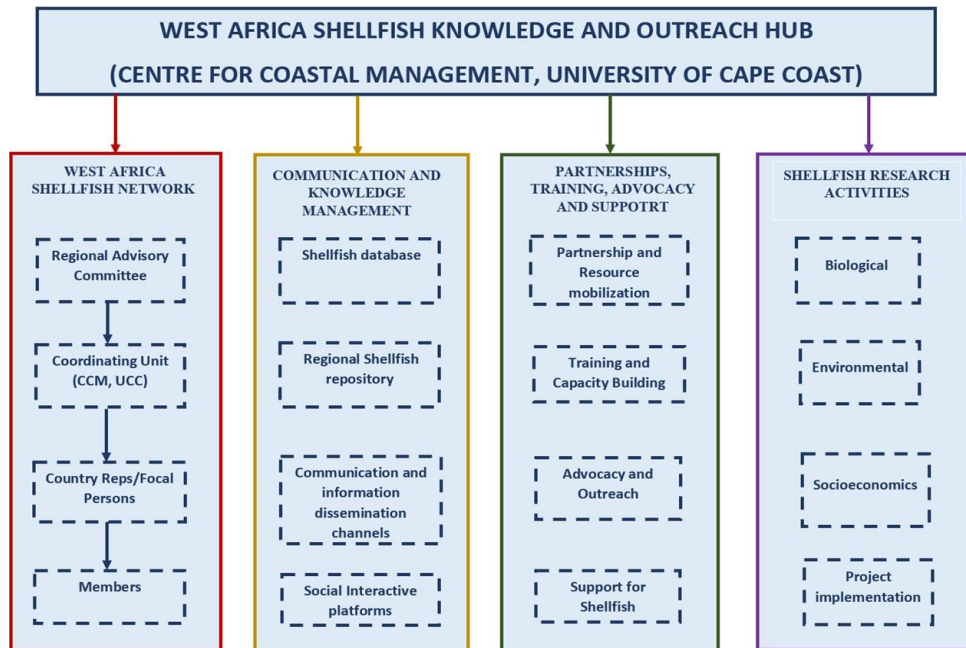 WEST AFRICA SHELLFISH KNOWLEDGE AND OUTREACH HUB
(CENTRE FOR COASTAL MANAGEMENT, UNIVERSITY OF CAPE COAST)
WEST AFRICA
SHELLFISH NETWORK
Regional Advisory
Committee
Coordinating Unit
(CCM, UCC)
Country Reps/Focal
Persons
Members
COMMUNICATION AND
KNOWLEDGE
MANAGEMENT
Shellfish database
Regional Shellfish
repository
Communication and
information
dissemination
channels
Social Interactive
platforms
PARTNERSHIPS,
TRAINING, ADVOCACY
AND SUPPOTRT
Partnership and
Resource
mobilization
Training and
Capacity Building
Advocacy and
Outreach
Support for
Shellfish
SHELLFISH RESEARCH
ACTIVITIES
Biological
Environmental
Socioeconomics
Project
implementation